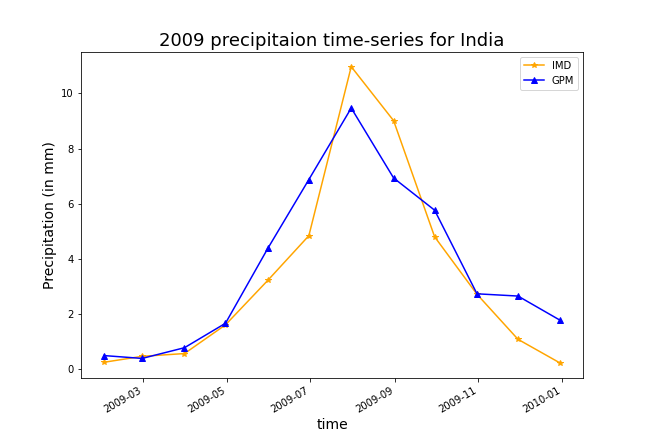 2009 precipitaion time-series for India
IMD
GPM
Precipitation (in mm)
10
8
6
4
2
0
2009-03
2009-05
2009-07
2009-09
2009-11
2010-01
time